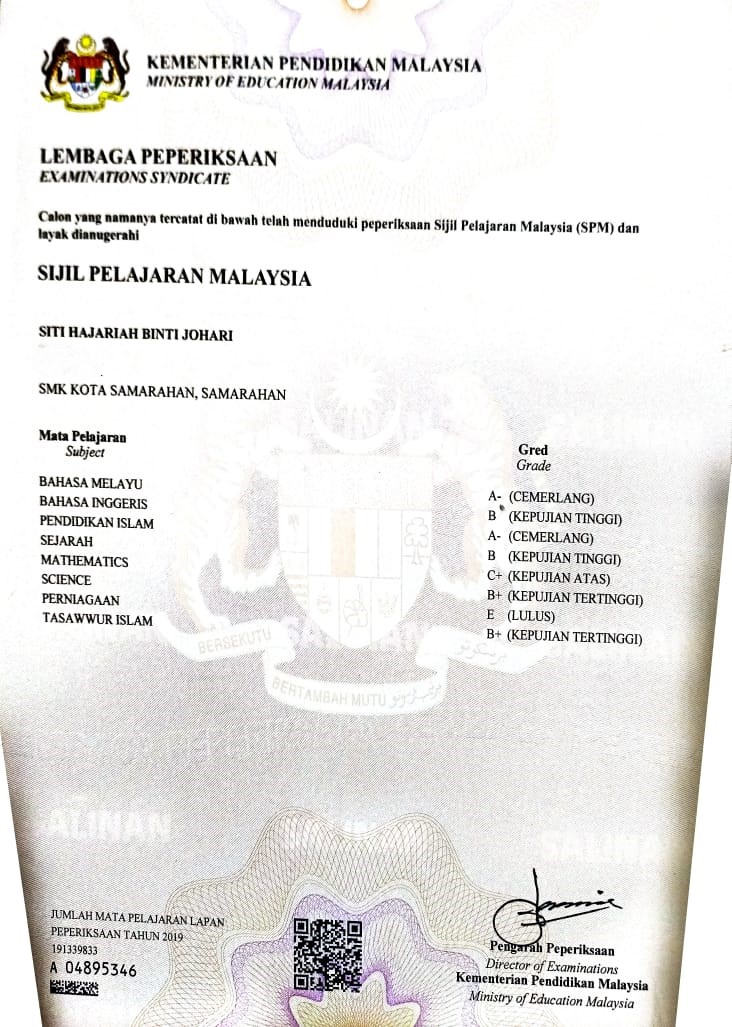 KEMENTERIAN PENDIDIKAN MALAYSIA
MINISTRY OF EDUCATION MALAYSIA
LEMBAGA PEPERIKSAAN
EXAMINATIONS SYNDICATE
Calon yang namanya tercatat di bawah telah menduduki peperiksaan Sijil Pelajaran Malaysia (SPM) dan
layak dianugerahi
SIJIL PELAJARAN MALAYSIA
SITI HAJARIAH BINTI JOHARI
SMK KOTA SAMARAHAN, SAMARAHAN
Mata Pelajaran Gred
Subject Grade
BAHASA MELAYU A- (CEMERLANG)
BAHASA INGGERIS B (KEPUJIAN TINGGI)
PENDIDIKAN ISLAM A- (CEMERLANG)
SEJARAH B (KEPUJIAN TINGGI)
MATHEMATICS C+ (KEPUJIAN ATAS)
SCIENCE B+ (KEPUJIAN TERTINGGI)
PERNIAGAAN E (LULUS)
TASAWWUR ISLAM B+ (KEPUJIAN TERTINGGI)
BERSEKUTU
BERTAMBAH MUTU
SALINAN
SALINAN
JUMLAH MATA PELAJARAN LAPAN
PEPERIKSAAN TAHUN 2019
191339833
A 04895346
Pengarah Peperiksaan
Director of Examinations
Kementerian Pendidikan Malaysia
Ministry of Education Malaysia